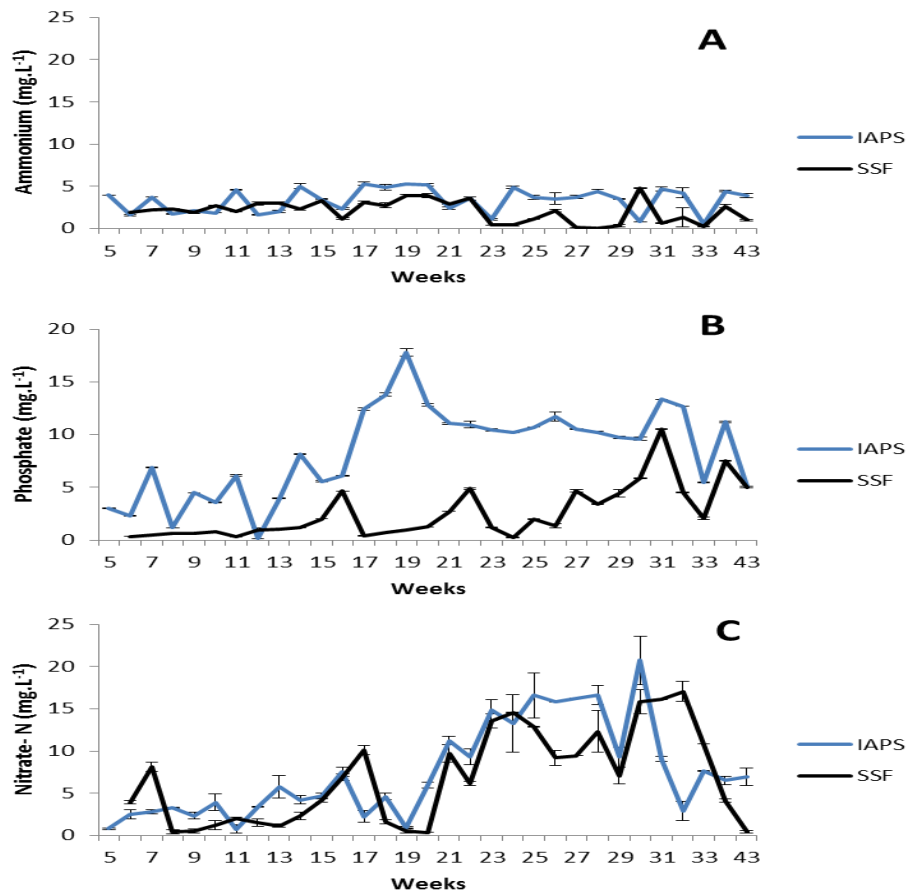 A
Ammonium (mg.L-1)
25
20
15
10
5
0
5 7 9 11 13 15 17 19 21 23 25 27 29 31 33 43
Weeks
IAPS
SSF
B
Phosphate (mg.L-1)
20
15
10
5
0
5 7 9 11 13 15 17 19 21 23 25 27 29 31 33 43
Weeks
IAPS
SSF
C
Nitrate- N (mg.L-1)
25
20
15
10
5
0
5 7 9 11 13 15 17 19 21 23 25 27 29 31 33 43
Weeks
IAPS
SSF